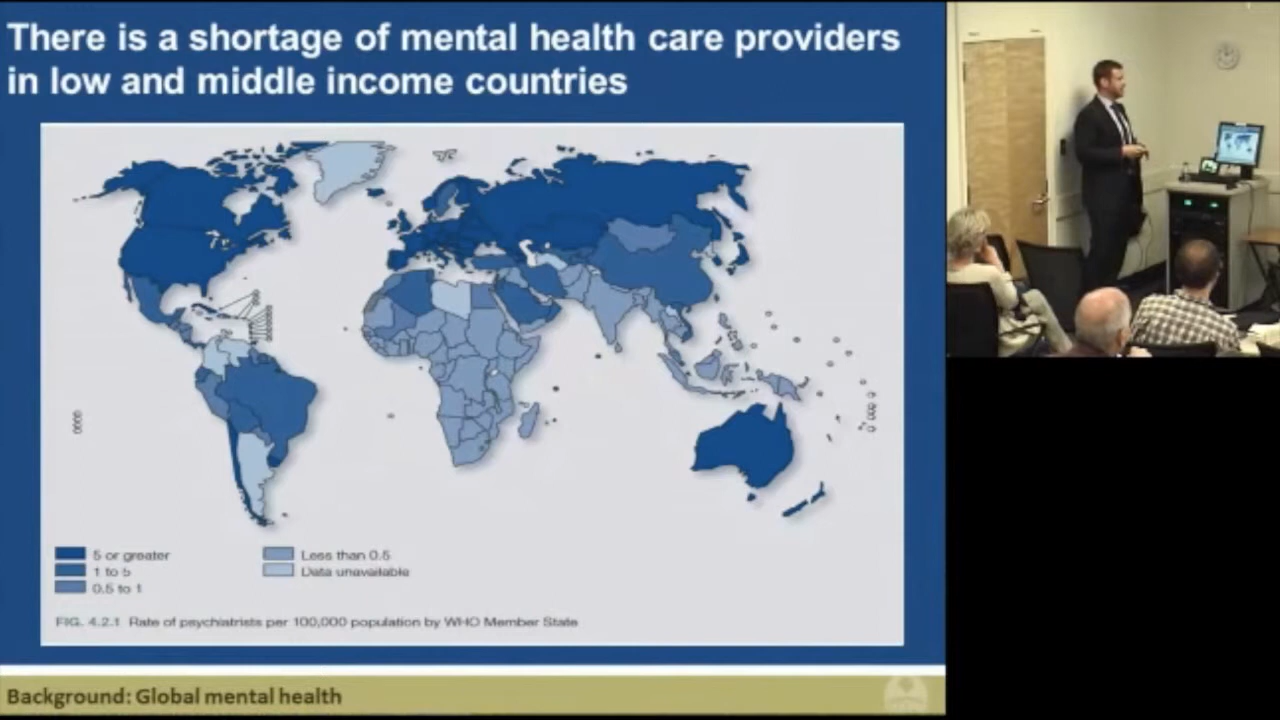 There is a shortage of mental health care providers
in low and middle income countries
5 or greater
1 to 5
0.5 to 1
Less than 0.5
Data unavailable
FIG. 4.2.1 Rate of psychiatrists per 100,000 population by WHO Member State
Background: Global mental health